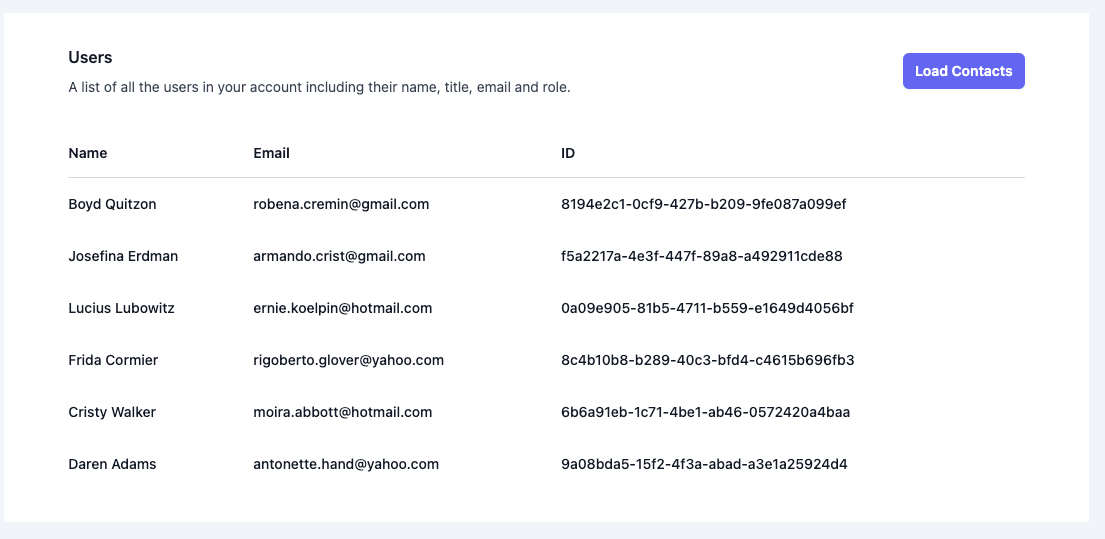 Users
Load Contacts
A list of all the users in your account including their name, title, email and role.
Name Email ID
Boyd Quitzon robena.cremin@gmail.com 8194e2c1-0cf9-427b-b209-9fe087a099ef
Josefina Erdman armando.crist@gmail.com f5a2217a-4e3f-447f-89a8-a492911cde88
Lucius Lubowitz ernie.koelpin@hotmail.com 0a09e905-81b5-4711-b559-e1649d4056bf
Frida Cormier rigoberto.glover@yahoo.com 8c4b10b8-b289-40c3-bfd4-c4615b696fb3
Cristy Walker moira.abbott@hotmail.com 6b6a91eb-1c71-4be1-ab46-0572420a4baa
Daren Adams antonette.hand@yahoo.com 9a08bda5-15f2-4f3a-abad-a3e1a25924d4